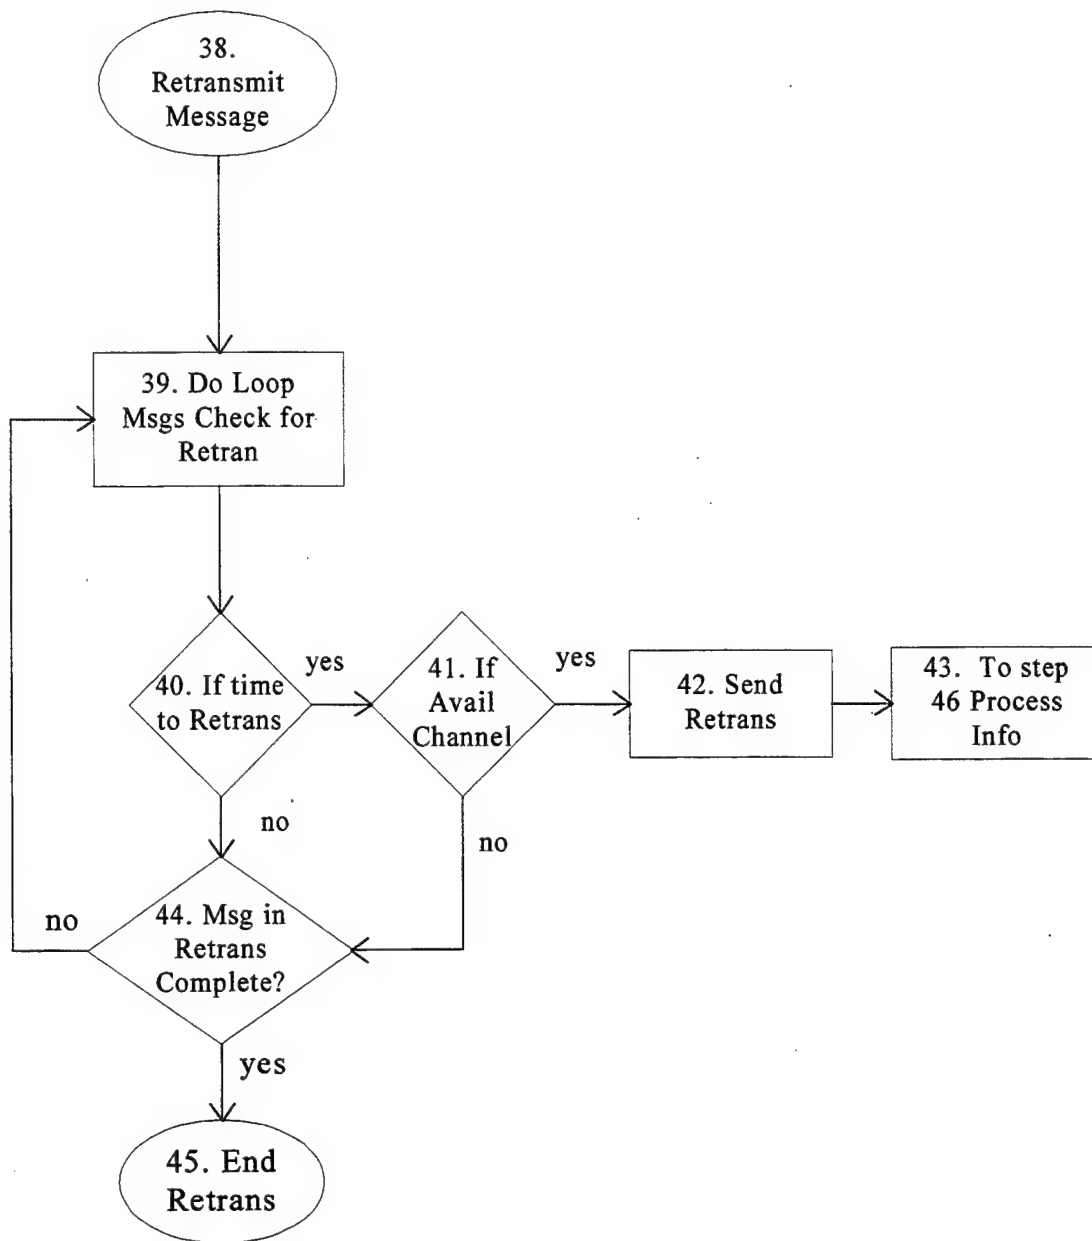 38.
Retransmit
Message
39. Do Loop
Msgs Check for
Retran
40. If time
to Retrans
yes
41. If
Avail
Channel
yes
42. Send
Retrans
43. To step
46 Process
Info
no
no
44. Msg in
Retrans
Complete?
no
yes
45. End
Retrans